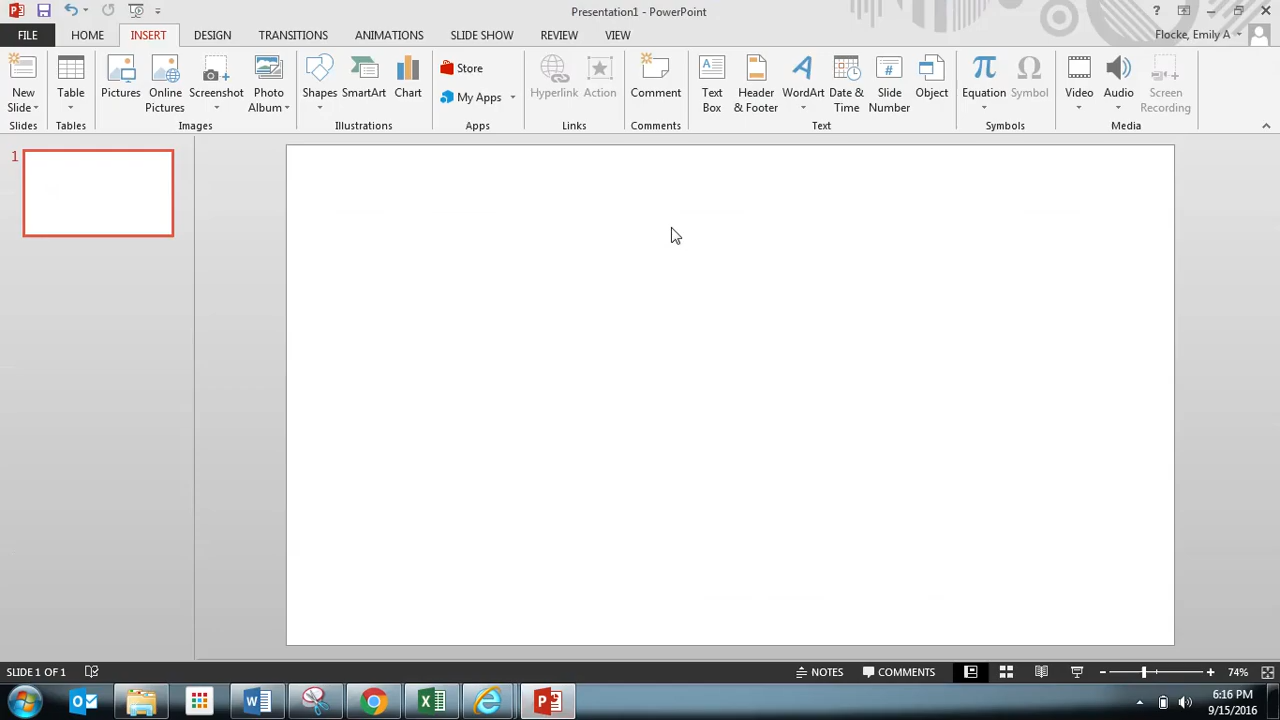 Presentation1 - PowerPoint
?
FILE HOME INSERT DESIGN TRANSITIONS ANIMATIONS SLIDE SHOW REVIEW VIEW
Flocke, Emily A
New Slide
Table
Pictures
Online Pictures
Screenshot
Photo Album
Shapes
SmartArt
Chart
Store
My Apps
Hyperlink
Action
Comment
Text Box
Header & Footer
WordArt
Date & Time
Slide Number
Object
Equation
Symbol
Video
Audio
Screen Recording
Slides Tables Images Illustrations Apps Links Comments Text Symbols Media
1
SLIDE 1 OF 1
NOTES
COMMENTS
74%
6:16 PM
9/15/2016